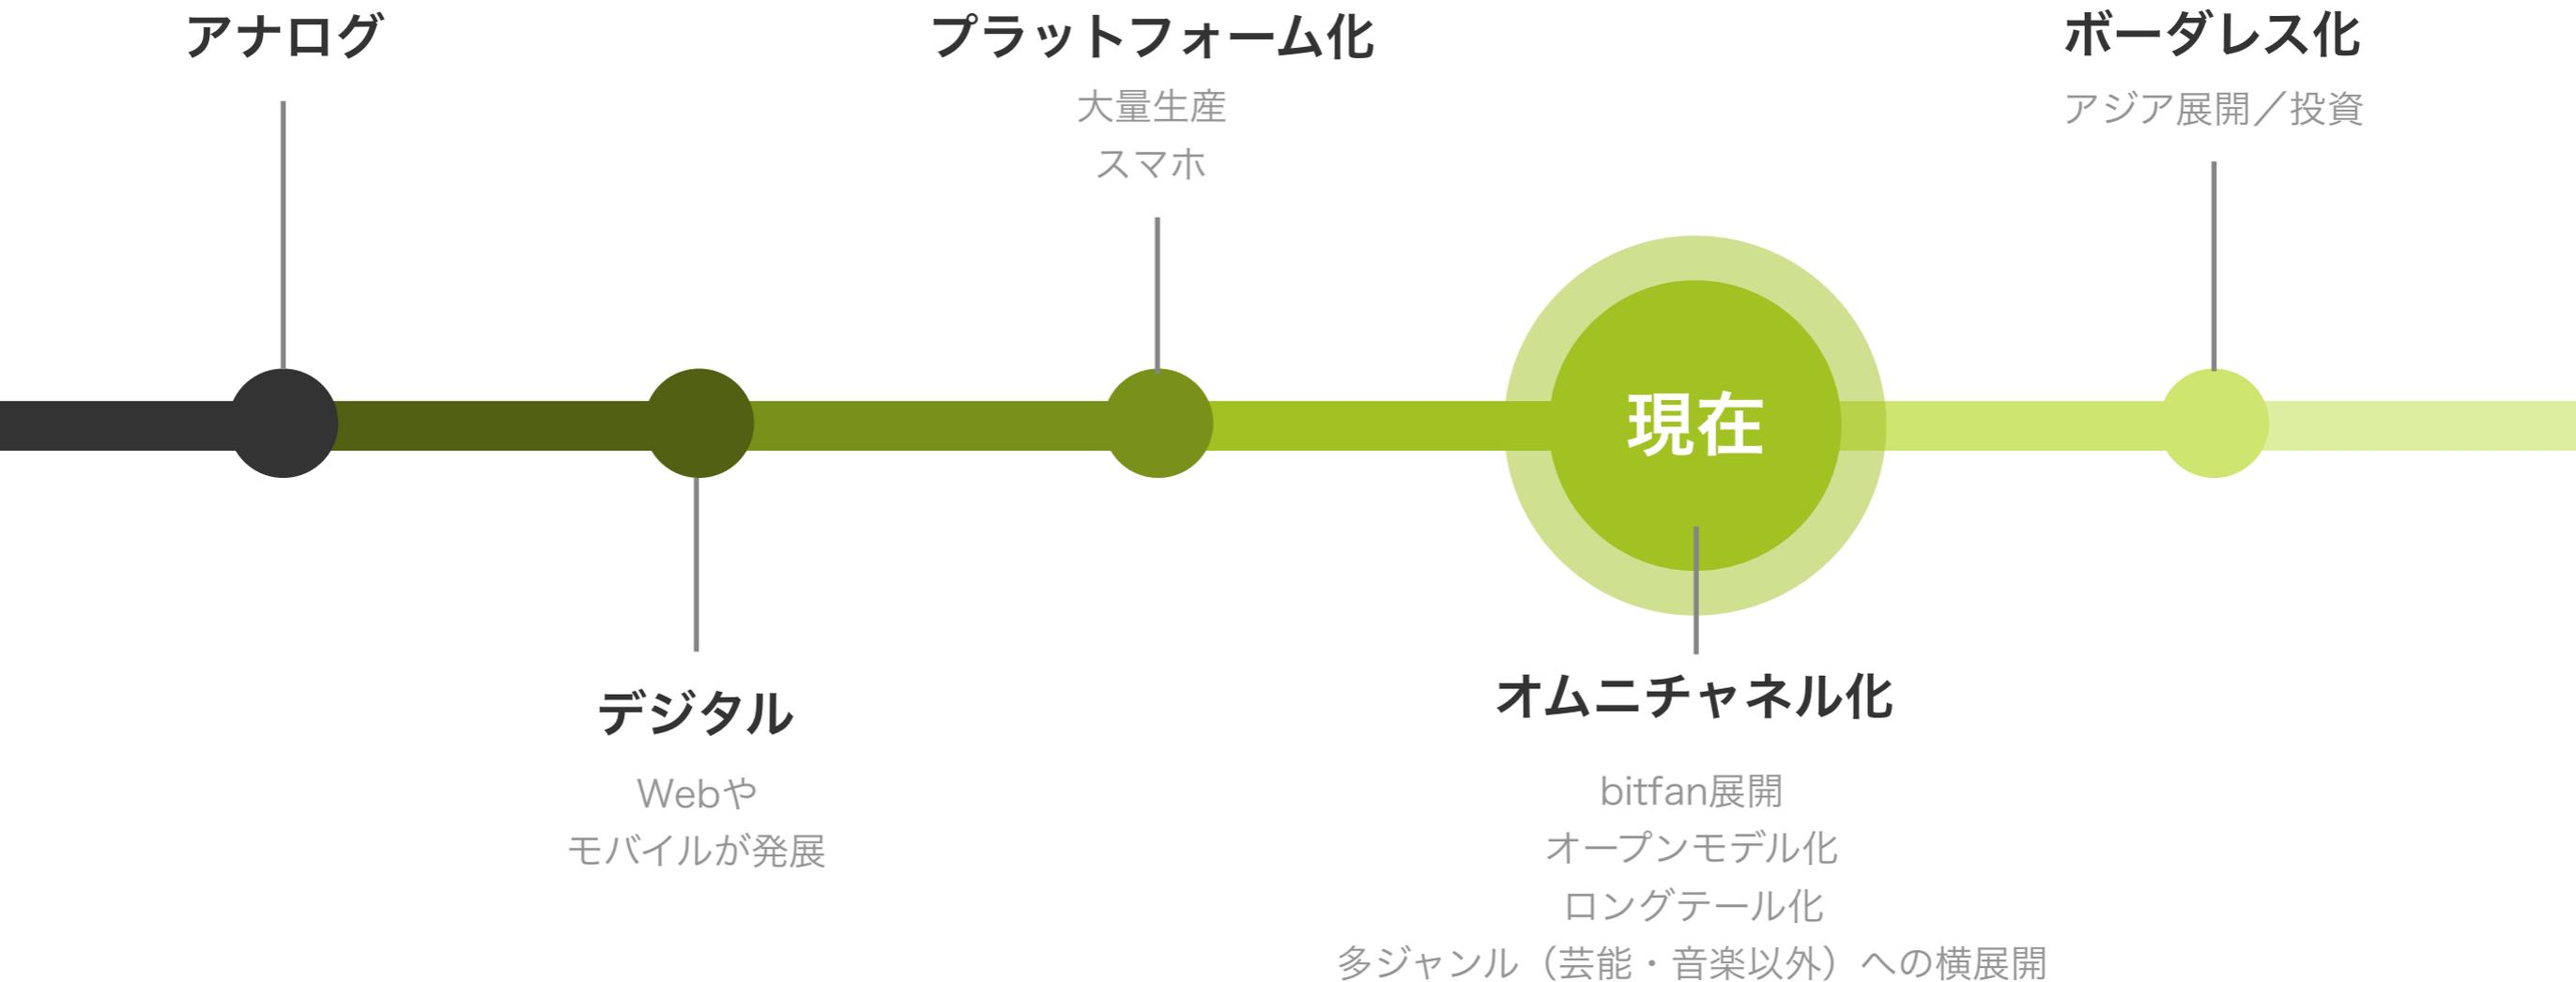 アナログ
デジタル
Webや
モバイルが発展
プラットフォーム化
大量生産
スマホ
現在
オムニチャネル化
bitfan展開
オープンモデル化
ロングテール化
多ジャンル（芸能・音楽以外）への横展開
ボーダレス化
アジア展開／投資